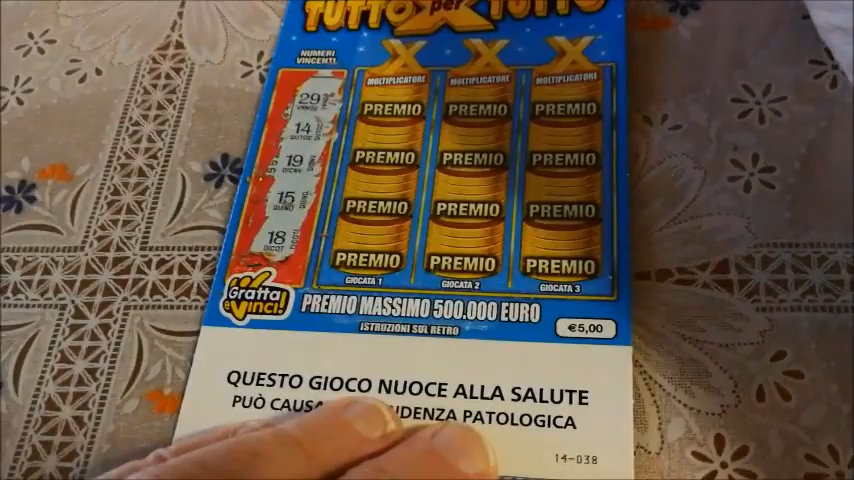 TUTTO per TUTTO
NUMERI
VINCENTI
X X X
MOLTIPLICATORE MOLTIPLICATORE MOLTIPLICATORE
29
14
19
15
18
PREMIO PREMIO PREMIO
PREMIO PREMIO PREMIO
PREMIO PREMIO PREMIO
PREMIO PREMIO PREMIO
GIOCATA 1 GIOCATA 2 GIOCATA 3
Gratta
e Vinci!
PREMIO MASSIMO 500.000 EURO
ISTRUZIONI SUL RETRO
€5,00
QUESTO GIOCO NUOCE ALLA SALUTE
PUÒ PATOLOGICA
14-038